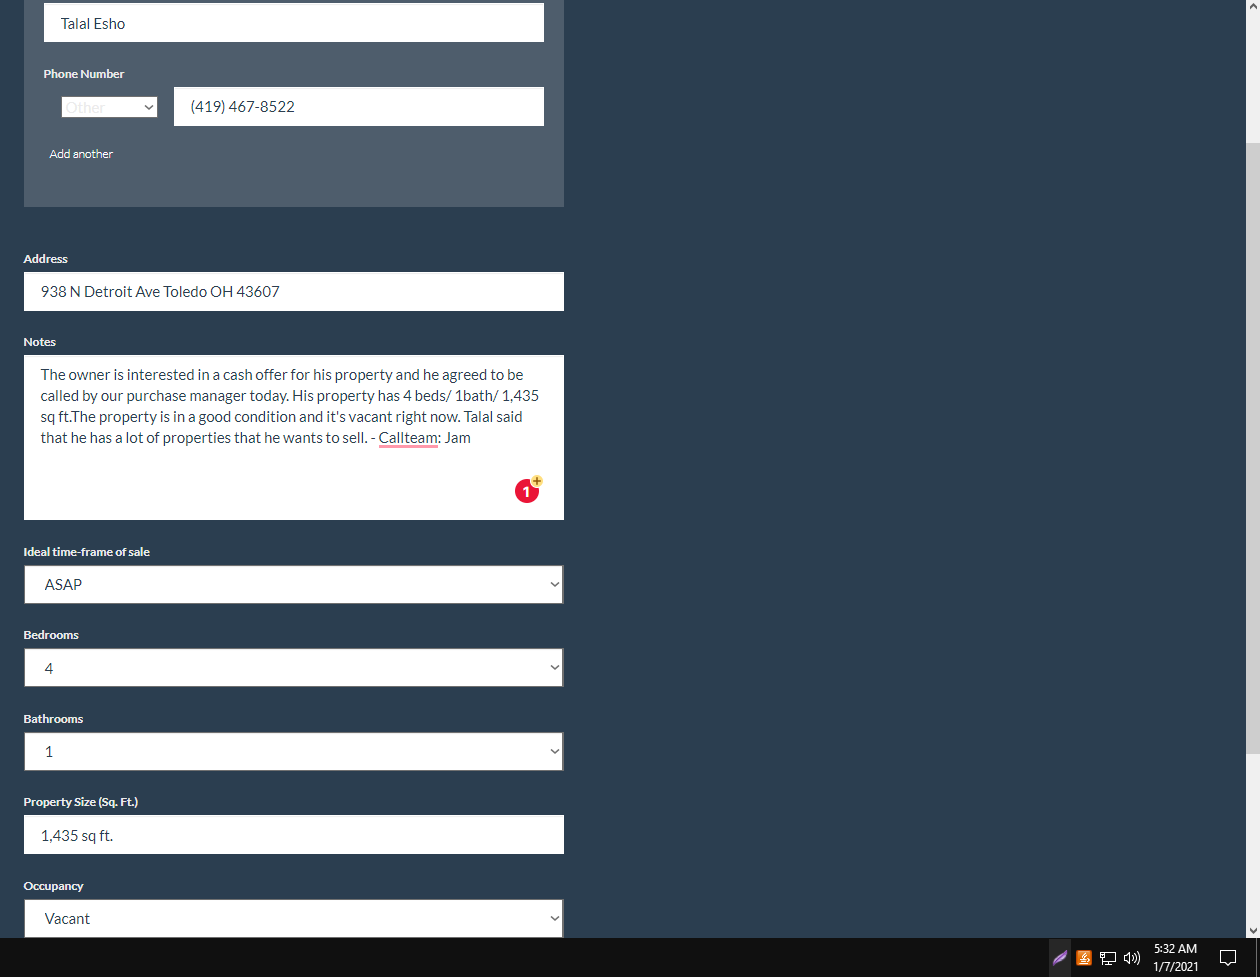 Talal Esho
Phone Number
Other
(419) 467-8522
Add another
Address
938 N Detroit Ave Toledo OH 43607
Notes
The owner is interested in a cash offer for his property and he agreed to be
called by our purchase manager today. His property has 4 beds/ 1bath/ 1,435
sq ft.The property is in a good condition and it's vacant right now. Talal said
that he has a lot of properties that he wants to sell. - Callteam: Jam
1
Ideal time-frame of sale
ASAP
Bedrooms
4
Bathrooms
1
Property Size (Sq. Ft.)
1,435 sq ft.
Occupancy
Vacant
5:32 AM
1/7/2021